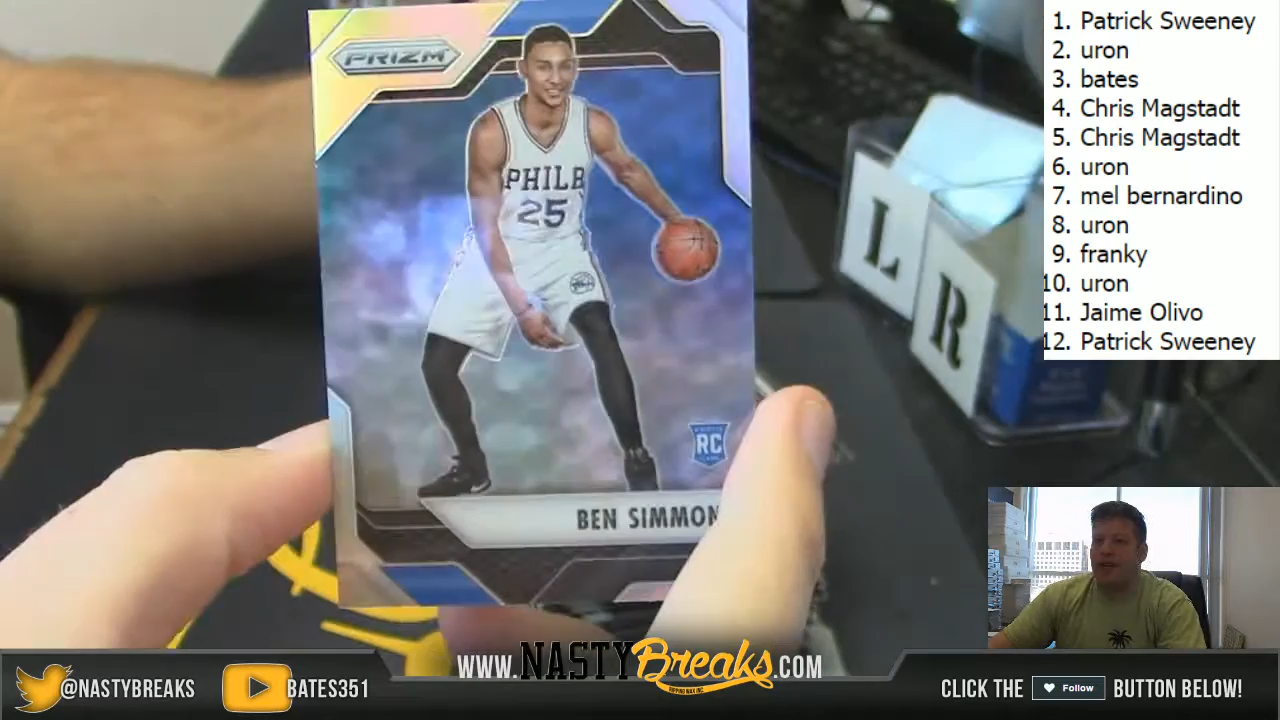 PRIZM
PHILA
25
RC
BEN SIMMON
L
R
1. Patrick Sweeney
2. uron
3. bates
4. Chris Magstadt
5. Chris Magstadt
6. uron
7. mel bernardino
8. uron
9. franky
10. uron
11. Jaime Olivo
12. Patrick Sweeney
@NASTYBREAKS
BATES351
WWW.NASTYBreaks.COM
CLICK THE Follow BUTTON BELOW!